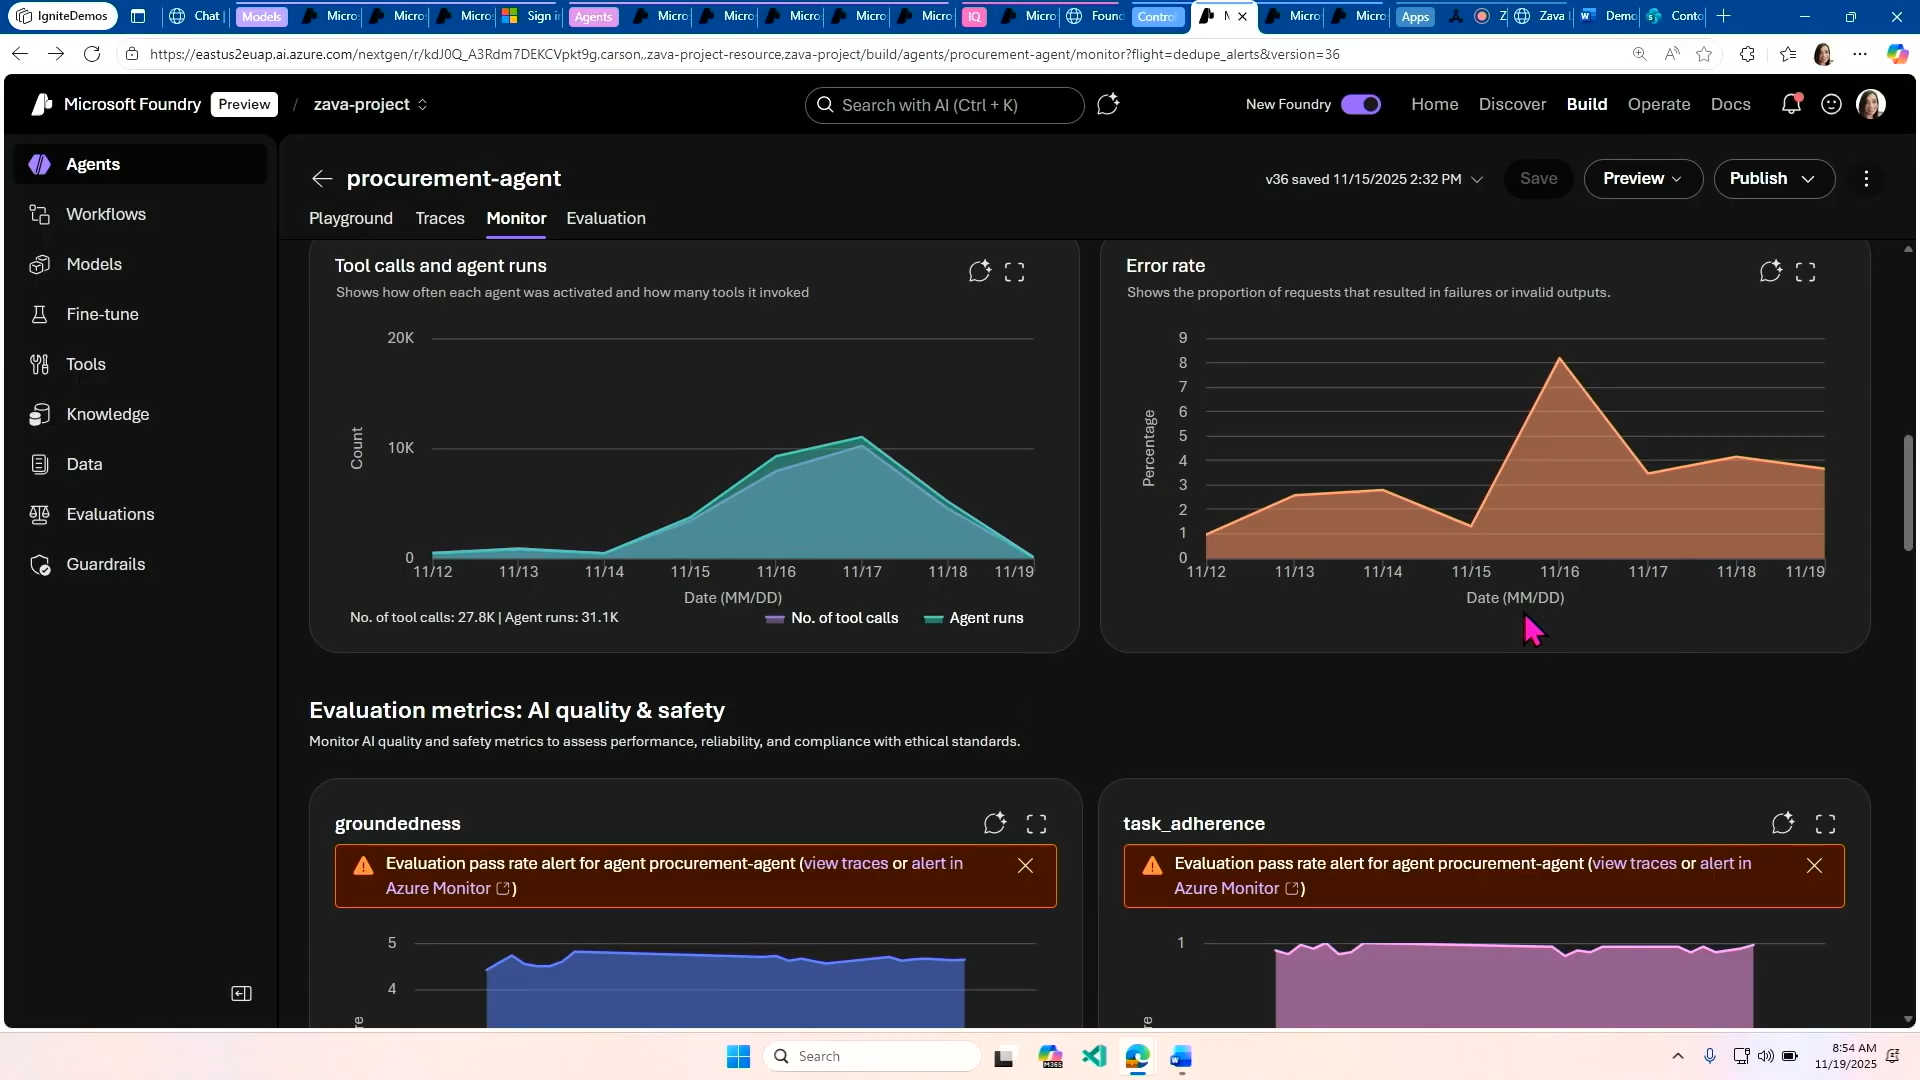 IgniteDemos
Chat
Models
Micro
Micro
Micro
Sign i
Agents
Micro
Micro
Micro
Micro
Micro
IQ
Micro
Found
Contro
Micro
Micro
Apps
Z
Zava
Demo
Conto
https://eastus2euap.ai.azure.com/nextgen/r/kdJ0Q_A3Rdm7DEKCVpkt9g,carson,,zava-project-resource,zava-project/build/agents/procurement-agent/monitor?flight=dedupe_alerts&version=36
Microsoft Foundry Preview / zava-project
Search with AI (Ctrl + K)
New Foundry Home Discover Build Operate Docs
Agents
Workflows
Models
Fine-tune
Tools
Knowledge
Data
Evaluations
Guardrails
procurement-agent
v36 saved 11/15/2025 2:32 PM
Save
Preview
Publish
Playground Traces Monitor Evaluation
Tool calls and agent runs
Shows how often each agent was activated and how many tools it invoked
20K
10K
0
Count
11/12 11/13 11/14 11/15 11/16 11/17 11/18 11/19
Date (MM/DD)
No. of tool calls: 27.8K | Agent runs: 31.1K
No. of tool calls Agent runs
Error rate
Shows the proportion of requests that resulted in failures or invalid outputs.
9
8
7
6
5
4
3
2
1
0
Percentage
11/12 11/13 11/14 11/15 11/16 11/17 11/18 11/19
Date (MM/DD)
Evaluation metrics: AI quality & safety
Monitor AI quality and safety metrics to assess performance, reliability, and compliance with ethical standards.
groundedness
Evaluation pass rate alert for agent procurement-agent (view traces or alert in
Azure Monitor )
5
4
task_adherence
Evaluation pass rate alert for agent procurement-agent (view traces or alert in
Azure Monitor )
1
Search
M365
8:54 AM
11/19/2025